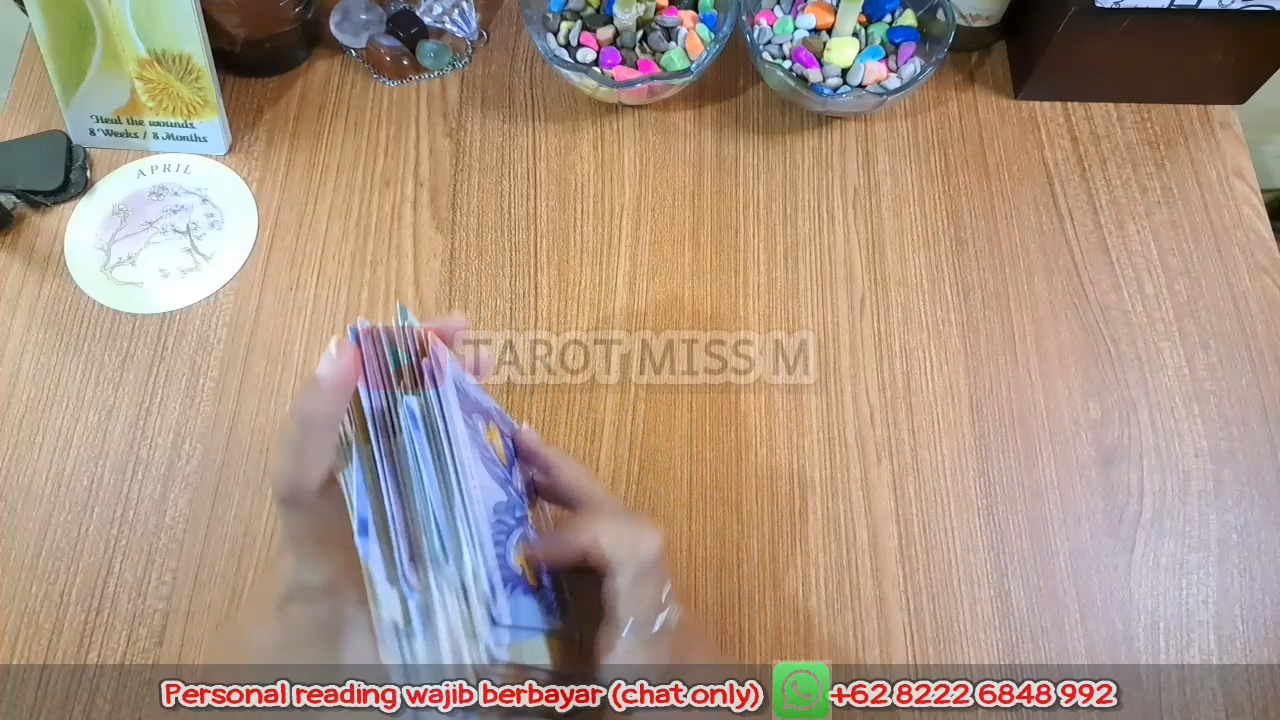 Heal the wounds.
8 Weeks / 8 Months
APRIL
TAROT MISS M
Personal reading wajib berbayar (chat only) +62 8222 6848 992